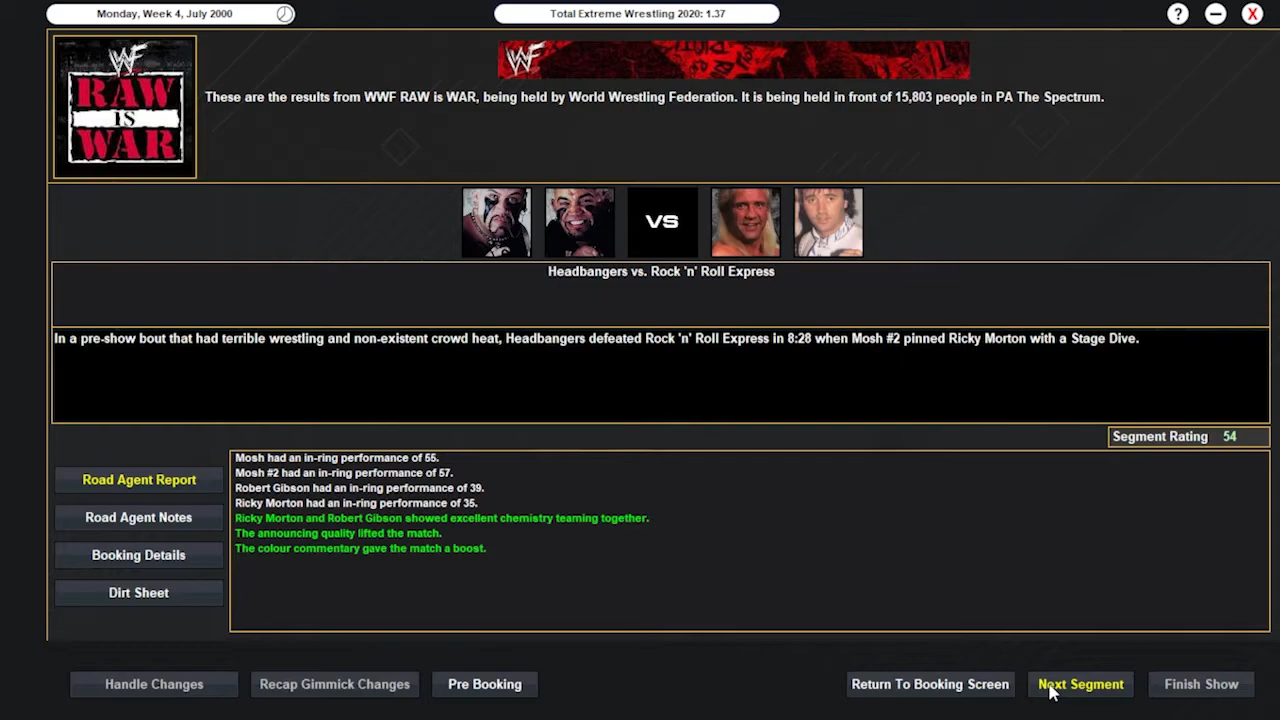 Monday, Week 4, July 2000
Total Extreme Wrestling 2020: 1.37
?
X
WF
RAW
IS
WAR
WF
These are the results from WWF RAW is WAR, being held by World Wrestling Federation. It is being held in front of 15,803 people in PA The Spectrum.
VS
Headbangers vs. Rock 'n' Roll Express
In a pre-show bout that had terrible wrestling and non-existent crowd heat, Headbangers defeated Rock 'n' Roll Express in 8:28 when Mosh #2 pinned Ricky Morton with a Stage Dive.
Segment Rating 54
Road Agent Report
Road Agent Notes
Booking Details
Dirt Sheet
Mosh had an in-ring performance of 55.
Mosh #2 had an in-ring performance of 57.
Robert Gibson had an in-ring performance of 39.
Ricky Morton had an in-ring performance of 35.
Ricky Morton and Robert Gibson showed excellent chemistry teaming together.
The announcing quality lifted the match.
The colour commentary gave the match a boost.
Handle Changes
Recap Gimmick Changes
Pre Booking
Return To Booking Screen
Next Segment
Finish Show